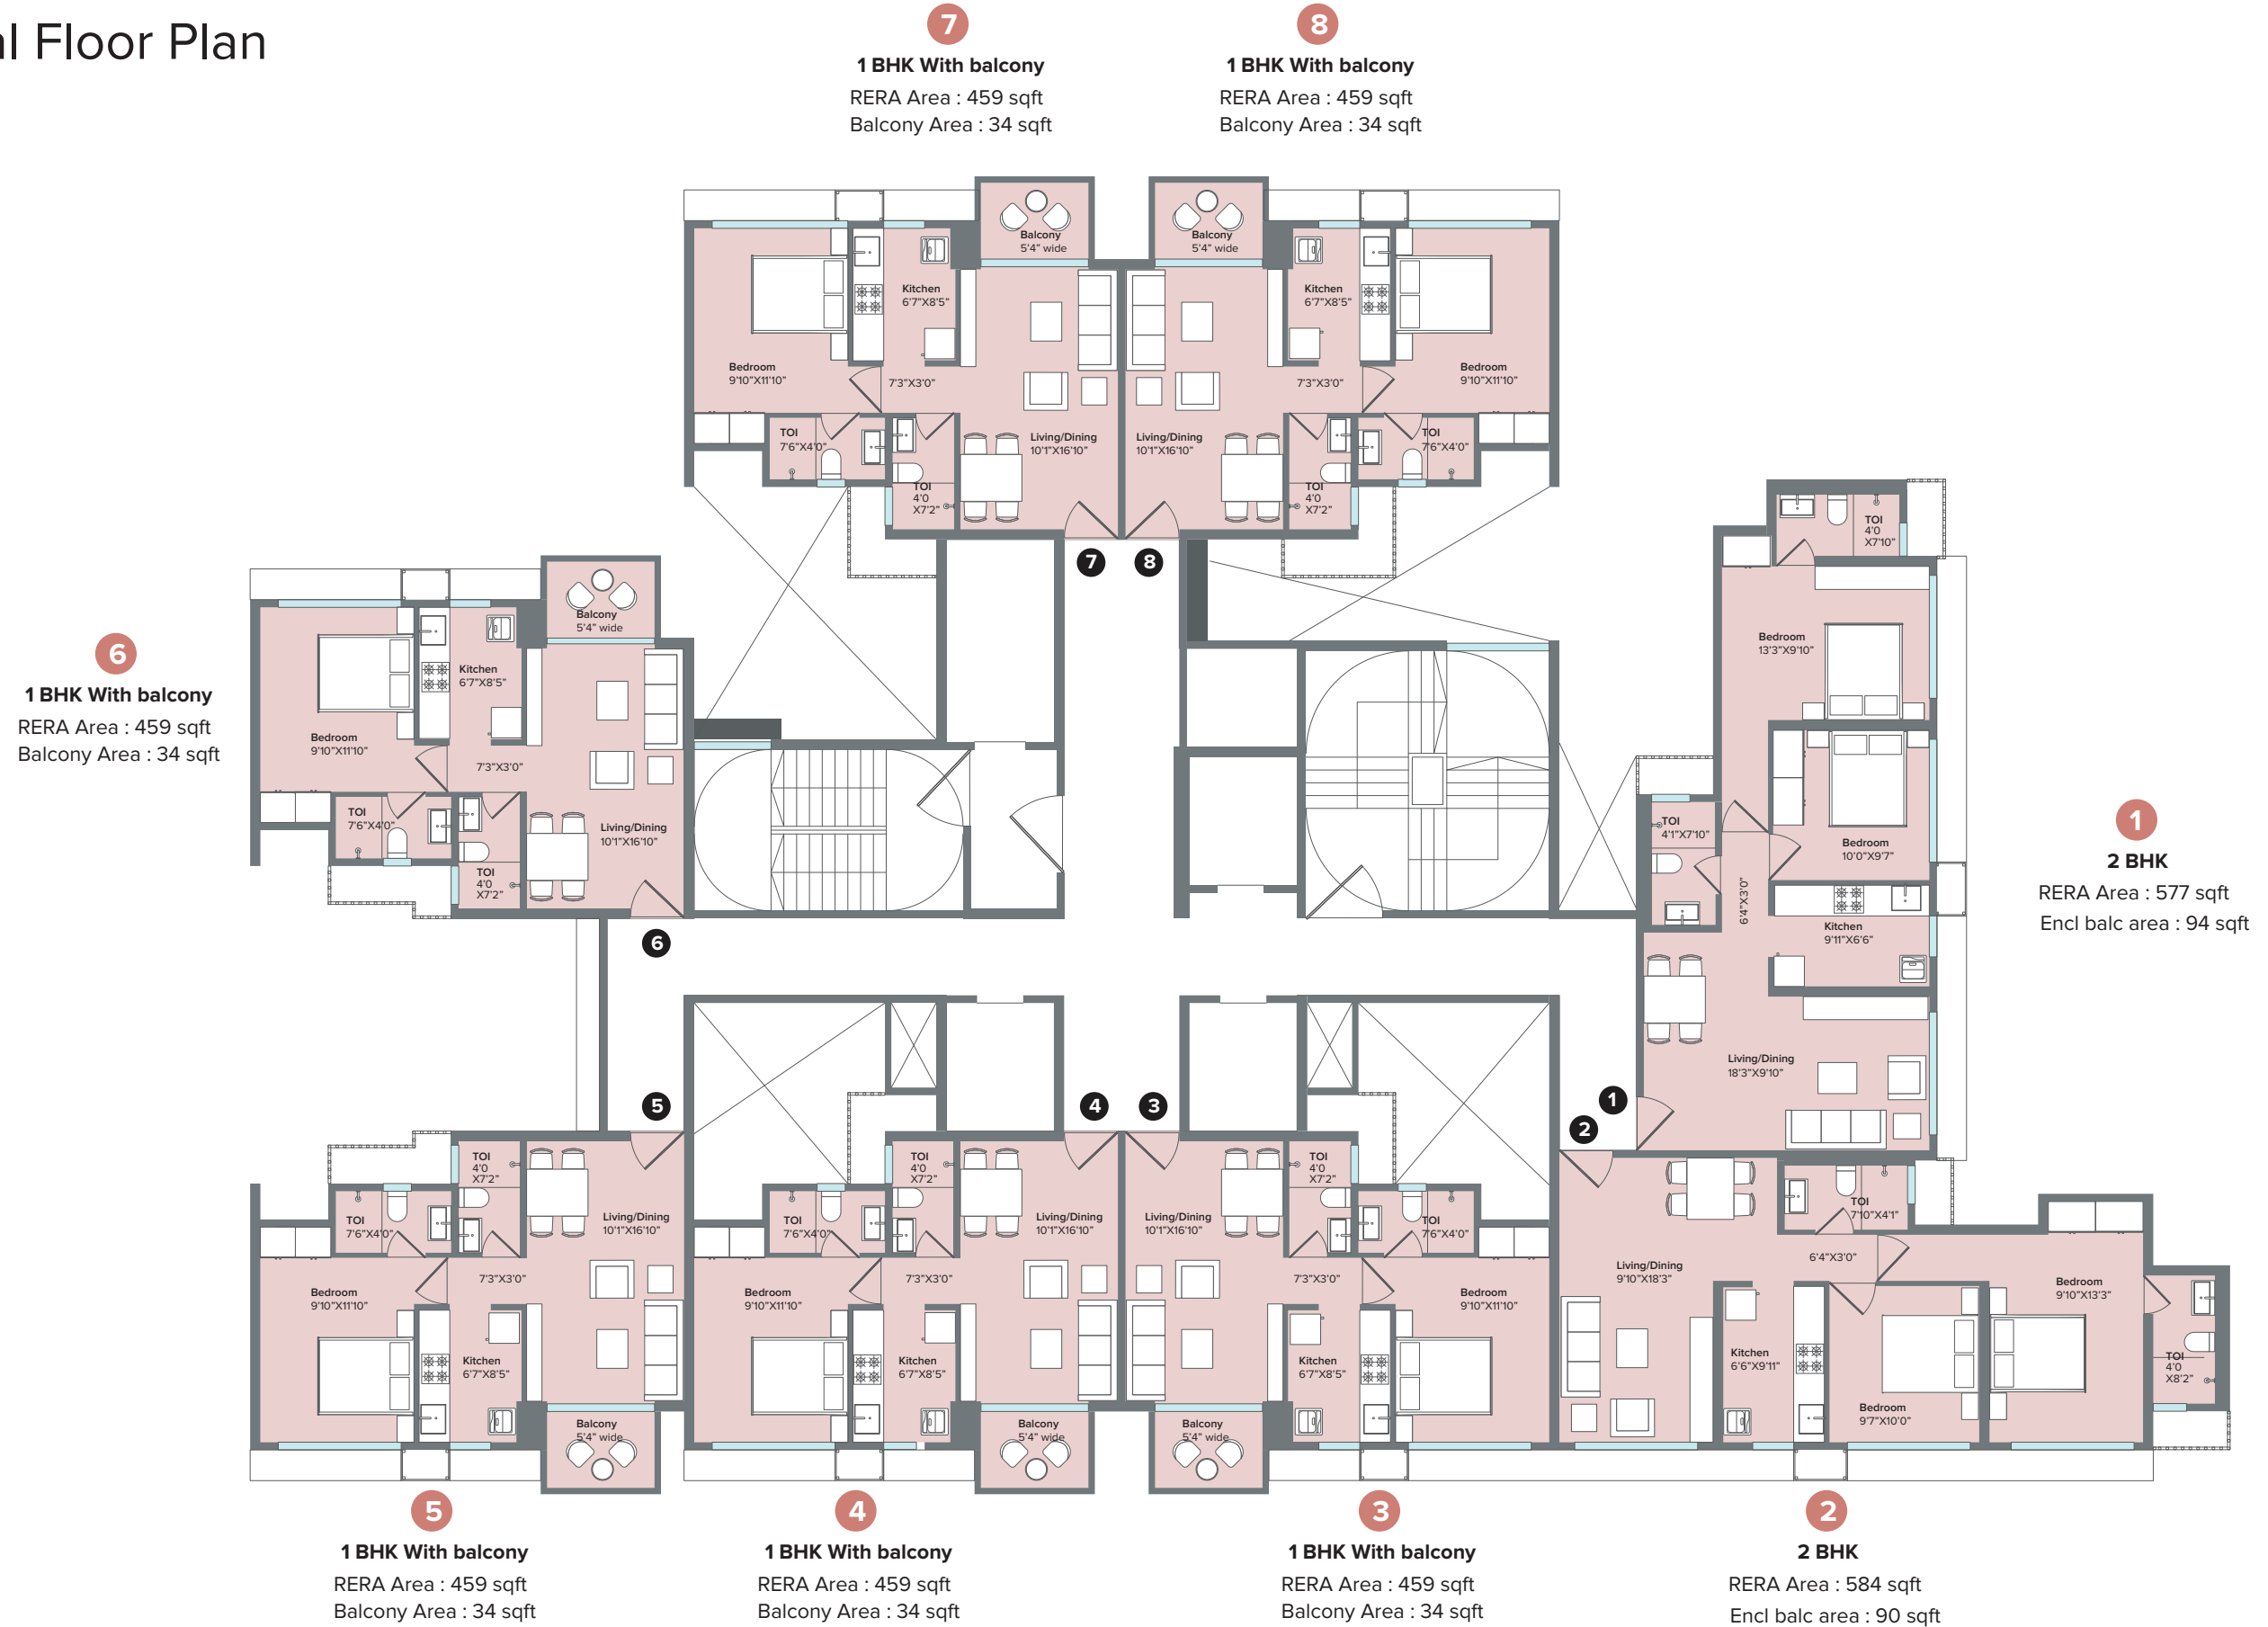 al Floor Plan
7
1 BHK With balcony
RERA Area : 459 sqft
Balcony Area : 34 sqft
8
1 BHK With balcony
RERA Area : 459 sqft
Balcony Area : 34 sqft
Balcony
5'4" wide
Kitchen
6'7"X8'5"
Bedroom
9'10"X11'10"
7'3"X3'0"
TOI
7'6"X4'0"
TOI
4'0
X7'2"
Living/Dining
10'1"X16'10"
7
Balcony
5'4" wide
Kitchen
6'7"X8'5"
Bedroom
9'10"X11'10"
7'3"X3'0"
Living/Dining
10'1"X16'10"
TOI
4'0
X7'2"
TOI
7'6"X4'0"
8
6
1 BHK With balcony
RERA Area : 459 sqft
Balcony Area : 34 sqft
Balcony
5'4" wide
Kitchen
6'7"X8'5"
Bedroom
9'10"X11'10"
7'3"X3'0"
TOI
7'6"X4'0"
TOI
4'0
X7'2"
Living/Dining
10'1"X16'10"
6
TOI
4'0
X7'10"
Bedroom
13'3"X9'10"
TOI
4'1"X7'10"
Bedroom
10'0"X9'7"
6'4"X3'0"
Kitchen
9'11"X6'6"
Living/Dining
18'3"X9'10"
1
1
2 BHK
RERA Area : 577 sqft
Encl balc area : 94 sqft
5
TOI
4'0
X7'2"
TOI
7'6"X4'0"
Living/Dining
10'1"X16'10"
7'3"X3'0"
Bedroom
9'10"X11'10"
Kitchen
6'7"X8'5"
Balcony
5'4" wide
4
TOI
4'0
X7'2"
TOI
7'6"X4'0"
Living/Dining
10'1"X16'10"
7'3"X3'0"
Bedroom
9'10"X11'10"
Kitchen
6'7"X8'5"
Balcony
5'4" wide
3
TOI
4'0
X7'2"
Living/Dining
10'1"X16'10"
TOI
7'6"X4'0"
7'3"X3'0"
Bedroom
9'10"X11'10"
Kitchen
6'7"X8'5"
Balcony
5'4" wide
2
TOI
7'10"X4'1"
6'4"X3'0"
Living/Dining
9'10"X18'3"
Bedroom
9'10"X13'3"
Kitchen
6'6"X9'11"
TOI
4'0
X8'2"
Bedroom
9'7"X10'0"
5
1 BHK With balcony
RERA Area : 459 sqft
Balcony Area : 34 sqft
4
1 BHK With balcony
RERA Area : 459 sqft
Balcony Area : 34 sqft
3
1 BHK With balcony
RERA Area : 459 sqft
Balcony Area : 34 sqft
2
2 BHK
RERA Area : 584 sqft
Encl balc area : 90 sqft